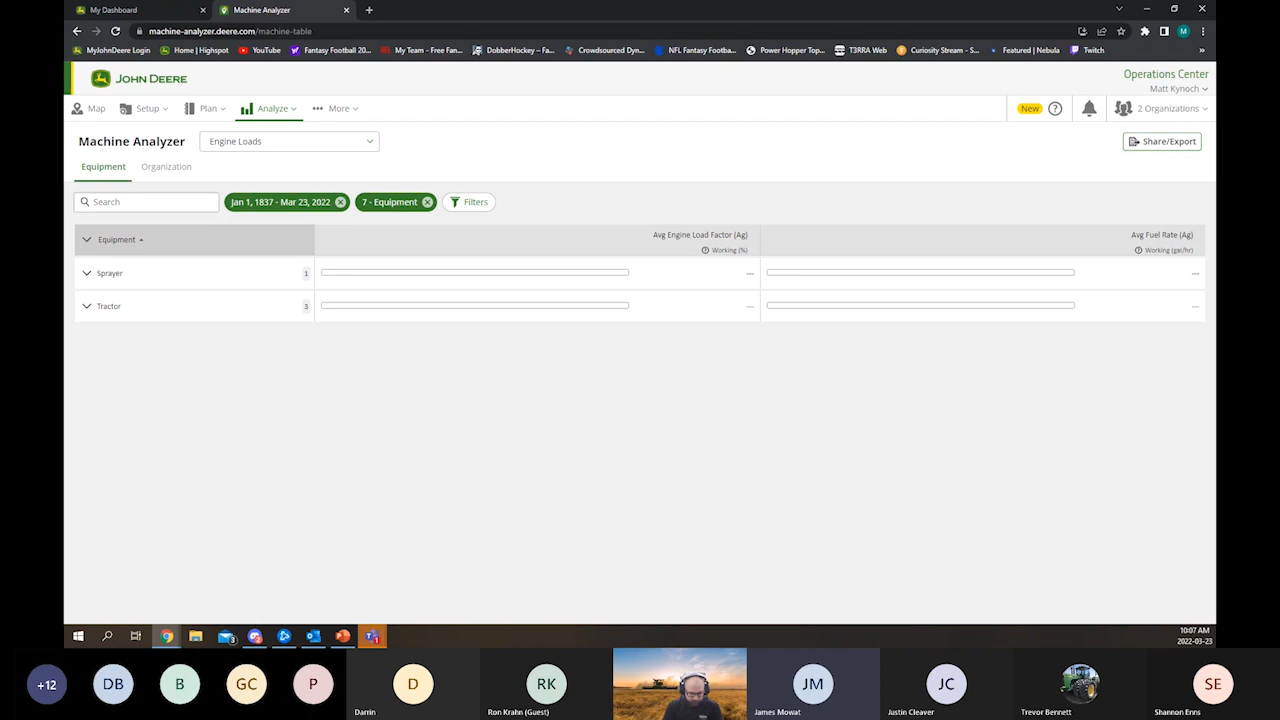 My Dashboard
Machine Analyzer
machine-analyzer.deere.com/machine-table
MyJohnDeere Login
Home | Highspot
YouTube
Fantasy Football 20...
My Team - Free Fan...
DobberHockey – Fa...
Crowdsourced Dyn...
NFL Fantasy Footba...
Power Hopper Top...
T3RRA Web
Curiosity Stream - S...
Featured | Nebula
Twitch
M
JOHN DEERE
Operations Center
Matt Kynoch
Map
Setup
Plan
Analyze
More
New
2 Organizations
Machine Analyzer
Engine Loads
Share/Export
Equipment
Organization
Search
Jan 1, 1837 - Mar 23, 2022
7 - Equipment
Filters
Equipment
Avg Engine Load Factor (Ag)
Working (%)
Avg Fuel Rate (Ag)
Working (gal/hr)
Sprayer
1
---
---
Tractor
3
---
---
10:07 AM
2022-03-23
+12
DB
B
GC
P
D
Darrin
RK
Ron Krahn (Guest)
JM
James Mowat
JC
Justin Cleaver
Trevor Bennett
SE
Shannon Enns